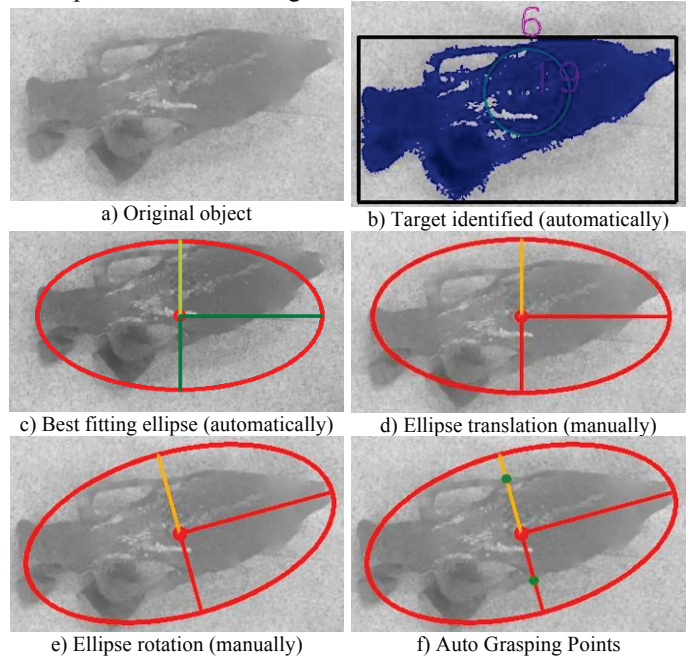 6
19
a) Original object
b) Target identified (automatically)
c) Best fitting ellipse (automatically)
d) Ellipse translation (manually)
e) Ellipse rotation (manually)
f) Auto Grasping Points